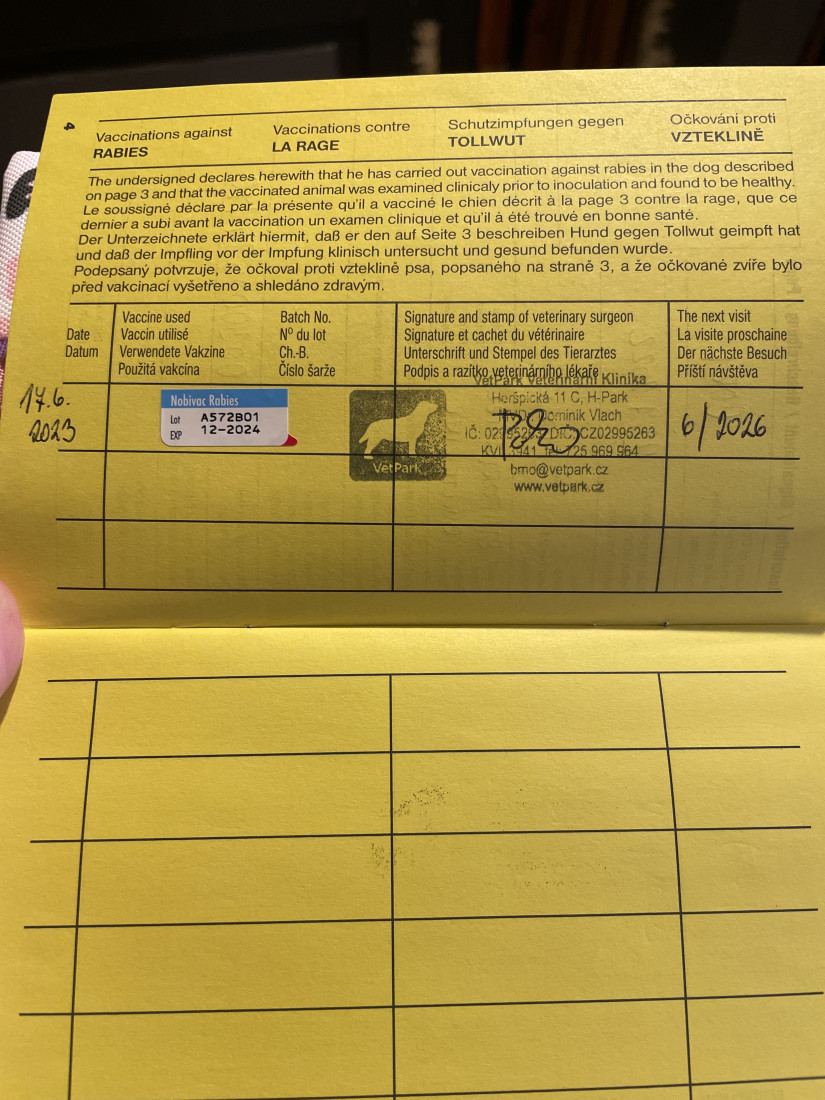 4
Vaccinations against
RABIES
Vaccinations contre
LA RAGE
Schutzimpfungen gegen
TOLLWUT
Očkování proti
VZTEKLINĚ
The undersigned declares herewith that he has carried out vaccination against rabies in the dog described
on page 3 and that the vaccinated animal was examined clinicaly prior to inoculation and found to be healthy.
Le soussigné déclare par la présente qu'il a vacciné le chien décrit à la page 3 contre la rage, que ce
dernier a subi avant la vaccination un examen clinique et qu'il à été trouvé en bonne santé.
Der Unterzeichnete erklärt hiermit, daß er den auf Seite 3 beschreiben Hund gegen Tollwut geimpft hat
und daß der Impfling vor der Impfung klinisch untersucht und gesund befunden wurde.
Podepsaný potvrzuje, že očkoval proti vzteklině psa, popsaného na straně 3, a že očkované zvíře bylo
před vakcinací vyšetřeno a shledáno zdravým.
Date
Datum
Vaccine used
Vaccin utilisé
Verwendete Vakzine
Použitá vakcína
Batch No.
N° du lot
Ch.-B.
Číslo šarže
Signature and stamp of veterinary surgeon
Signature et cachet du vétérinaire
Unterschrift und Stempel des Tierarztes
Podpis a razítko veterinárního lékaře
The next visit
La visite proschaine
Der nächste Besuch
Příští návštěva
17.6.
2023
Nobivac Rabies
Lot A572B01
EXP 12-2024
VetPark
VetPark Veterinární Klinika
Heršpická 11 C, H-Park
Dominik Vlach
IČ: DIČ: CZ02995263
725 969 964
brno@vetpark.cz
www.vetpark.cz
6/2026